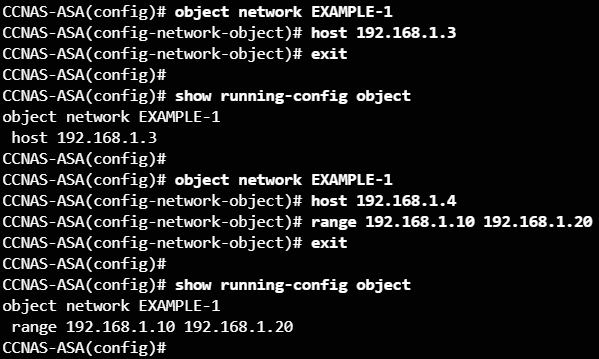 CCNAS-ASA(config)# object network EXAMPLE-1
CCNAS-ASA(config-network-object)# host 192.168.1.3
CCNAS-ASA(config-network-object)# exit
CCNAS-ASA(config)#
CCNAS-ASA(config)# show running-config object
object network EXAMPLE-1
 host 192.168.1.3
CCNAS-ASA(config)#
CCNAS-ASA(config)# object network EXAMPLE-1
CCNAS-ASA(config-network-object)# host 192.168.1.4
CCNAS-ASA(config-network-object)# range 192.168.1.10 192.168.1.20
CCNAS-ASA(config-network-object)# exit
CCNAS-ASA(config)#
CCNAS-ASA(config)# show running-config object
object network EXAMPLE-1
 range 192.168.1.10 192.168.1.20
CCNAS-ASA(config)#